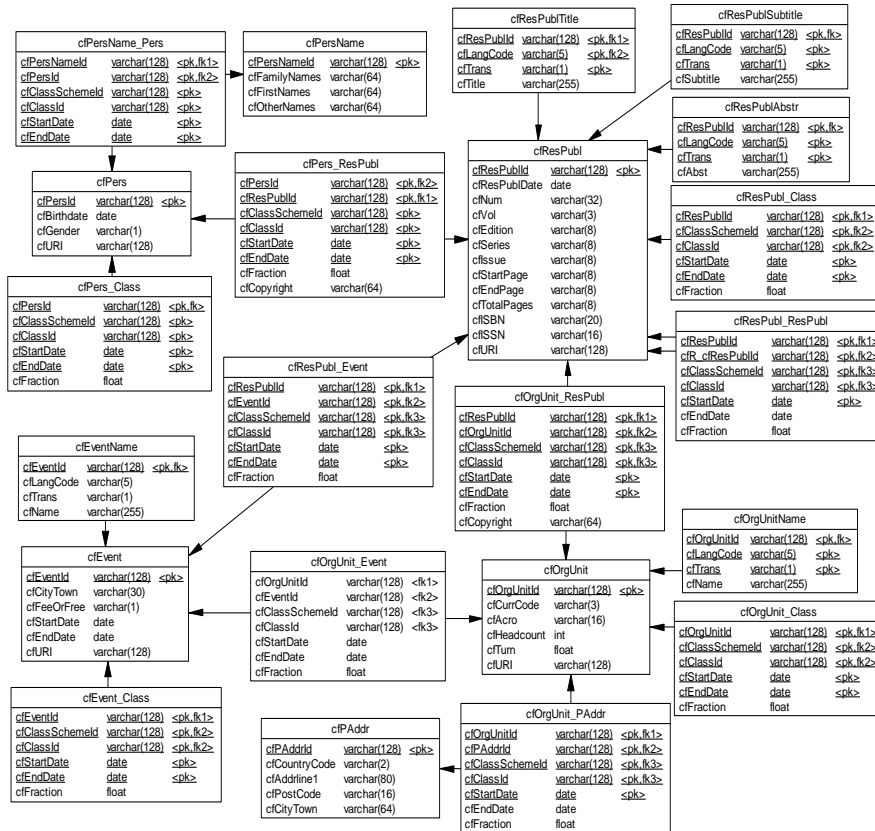 cfPersName_Pers
cfPersNameId varchar(128) <pk,fk1>
cfPersId varchar(128) <pk,fk2>
cfClassSchemeId varchar(128) <pk>
cfClassId varchar(128) <pk>
cfStartDate date <pk>
cfEndDate date <pk>
cfPersName
cfPersNameId varchar(128) <pk>
cfFamilyNames varchar(64)
cfFirstNames varchar(64)
cfOtherNames varchar(64)
cfResPublTitle
cfResPublId varchar(128) <pk,fk1>
cfLangCode varchar(5) <pk,fk2>
cfTrans varchar(1) <pk>
cfTitle varchar(255)
cfResPublSubtitle
cfResPublId varchar(128) <pk,fk>
cfLangCode varchar(5) <pk>
cfTrans varchar(1) <pk>
cfSubtitle varchar(255)
cfResPublAbstr
cfResPublId varchar(128) <pk,fk>
cfLangCode varchar(5) <pk>
cfTrans varchar(1) <pk>
cfAbst varchar(255)
cfPers
cfPersId varchar(128) <pk>
cfBirthdate date
cfGender varchar(1)
cfURI varchar(128)
cfPers_ResPubl
cfPersId varchar(128) <pk,fk2>
cfResPublId varchar(128) <pk,fk1>
cfClassSchemeId varchar(128) <pk>
cfClassId varchar(128) <pk>
cfStartDate date <pk>
cfEndDate date <pk>
cfFraction float
cfCopyright varchar(64)
cfResPubl
cfResPublId varchar(128) <pk>
cfResPublDate date
cfNum varchar(32)
cfVol varchar(3)
cfEdition varchar(8)
cfSeries varchar(8)
cfIssue varchar(8)
cfStartPage varchar(8)
cfEndPage varchar(8)
cfTotalPages varchar(8)
cfISBN varchar(20)
cfISSN varchar(16)
cfURI varchar(128)
cfResPubl_Class
cfResPublId varchar(128) <pk,fk1>
cfClassSchemeId varchar(128) <pk,fk2>
cfClassId varchar(128) <pk,fk2>
cfStartDate date <pk>
cfEndDate date <pk>
cfFraction float
cfPers_Class
cfPersId varchar(128) <pk,fk>
cfClassSchemeId varchar(128) <pk>
cfClassId varchar(128) <pk>
cfStartDate date <pk>
cfEndDate date <pk>
cfFraction float
cfResPubl_ResPubl
cfResPublId varchar(128) <pk,fk1>
cfR_cfResPublId varchar(128) <pk,fk2>
cfClassSchemeId varchar(128) <pk,fk3>
cfClassId varchar(128) <pk,fk3>
cfStartDate date <pk>
cfEndDate date
cfFraction float
cfResPubl_Event
cfResPublId varchar(128) <pk,fk1>
cfEventId varchar(128) <pk,fk2>
cfClassSchemeId varchar(128) <pk,fk3>
cfClassId varchar(128) <pk,fk3>
cfStartDate date <pk>
cfEndDate date <pk>
cfFraction float
cfOrgUnit_ResPubl
cfResPublId varchar(128) <pk,fk1>
cfOrgUnitId varchar(128) <pk,fk2>
cfClassSchemeId varchar(128) <pk,fk3>
cfClassId varchar(128) <pk,fk3>
cfStartDate date <pk>
cfEndDate date <pk>
cfFraction float
cfCopyright varchar(64)
cfEventName
cfEventId varchar(128) <pk,fk>
cfLangCode varchar(5)
cfTrans varchar(1)
cfName varchar(255)
cfOrgUnitName
cfOrgUnitId varchar(128) <pk,fk>
cfLangCode varchar(5) <pk>
cfTrans varchar(1) <pk>
cfName varchar(255)
cfEvent
cfEventId varchar(128) <pk>
cfCityTown varchar(30)
cfFeeOrFree varchar(1)
cfStartDate date
cfEndDate date
cfURI varchar(128)
cfOrgUnit_Event
cfOrgUnitId varchar(128) <fk1>
cfEventId varchar(128) <fk2>
cfClassSchemeId varchar(128) <fk3>
cfClassId varchar(128) <fk3>
cfStartDate date
cfEndDate date
cfFraction float
cfOrgUnit
cfOrgUnitId varchar(128) <pk>
cfCurrCode varchar(3)
cfAcro varchar(16)
cfHeadcount int
cfTurn float
cfURI varchar(128)
cfOrgUnit_Class
cfOrgUnitId varchar(128) <pk,fk1>
cfClassSchemeId varchar(128) <pk,fk2>
cfClassId varchar(128) <pk,fk2>
cfStartDate date <pk>
cfEndDate date <pk>
cfFraction float
cfEvent_Class
cfEventId varchar(128) <pk,fk1>
cfClassSchemeId varchar(128) <pk,fk2>
cfClassId varchar(128) <pk,fk2>
cfStartDate date <pk>
cfEndDate date <pk>
cfFraction float
cfPAddr
cfPAddrId varchar(128) <pk>
cfCountryCode varchar(2)
cfAddrline1 varchar(80)
cfPostCode varchar(16)
cfCityTown varchar(64)
cfOrgUnit_PAddr
cfOrgUnitId varchar(128) <pk,fk1>
cfPAddrId varchar(128) <pk,fk2>
cfClassSchemeId varchar(128) <pk,fk3>
cfClassId varchar(128) <pk,fk3>
cfStartDate date <pk>
cfEndDate date
cfFraction float